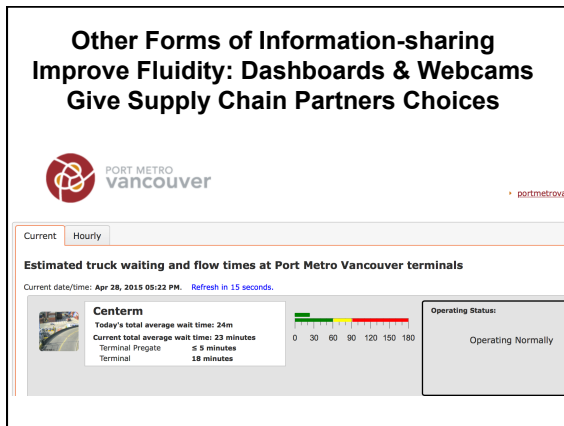 Other Forms of Information-sharing
Improve Fluidity: Dashboards & Webcams
Give Supply Chain Partners Choices
PORT METRO
vancouver
portmetrova
Current Hourly
Estimated truck waiting and flow times at Port Metro Vancouver terminals
Current date/time: Apr 28, 2015 05:22 PM. Refresh in 15 seconds.
Centerm
Today's total average wait time: 24m
Current total average wait time: 23 minutes
Terminal Pregate ≤ 5 minutes
Terminal 18 minutes
0 30 60 90 120 150 180
Operating Status:
Operating Normally